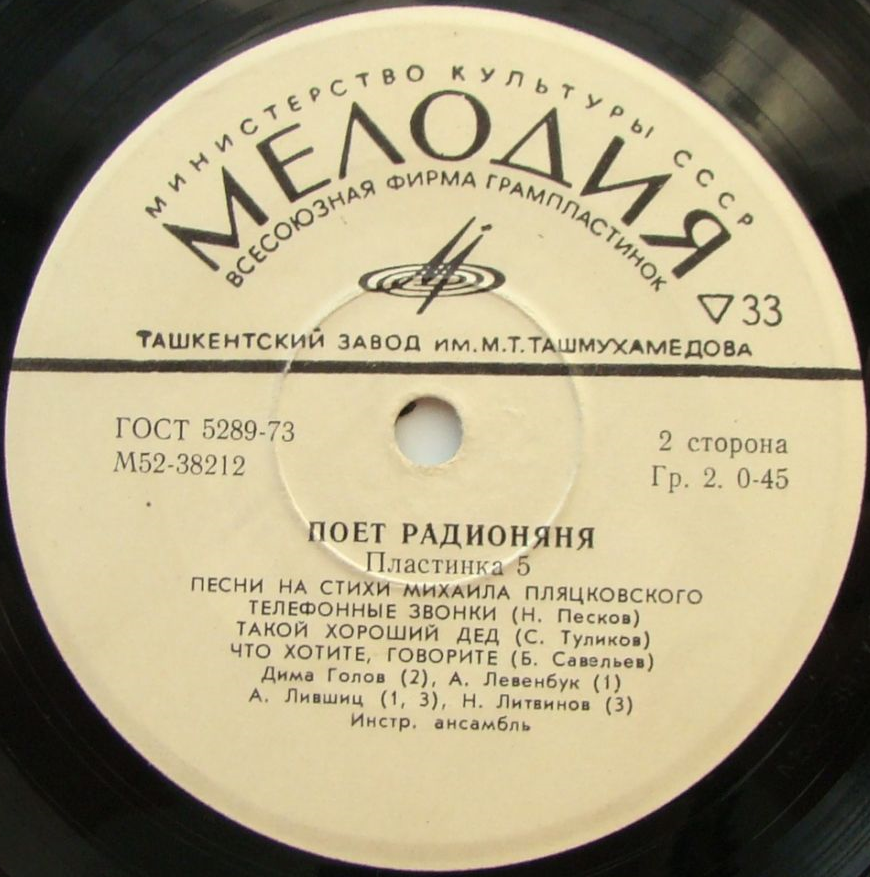 МИНИСТЕРСТВО КУЛЬТУРЫ СССР
МЕЛОДИЯ
ВСЕСОЮЗНАЯ ФИРМА ГРАМПЛАСТИНОК
▽33
ТАШКЕНТСКИЙ ЗАВОД ИМ.М.Т.ТАШМУХАМЕДОВА
ГОСТ 5289-73
М52-38212
2 сторона
Гр. 2. 0-45
ПОЕТ РАДИОНЯНЯ
Пластинка 5
ПЕСНИ НА СТИХИ МИХАИЛА ПЛЯЦКОВСКОГО
ТЕЛЕФОННЫЕ ЗВОНКИ (Н. Песков)
ТАКОЙ ХОРОШИЙ ДЕД (С. Туликов)
ЧТО ХОТИТЕ, ГОВОРИТЕ (Б. Савельев)
Дима Голов (2), А. Левенбук (1)
А. Лившиц (1, 3), Н. Литвинов (3)
Инстр. ансамбль